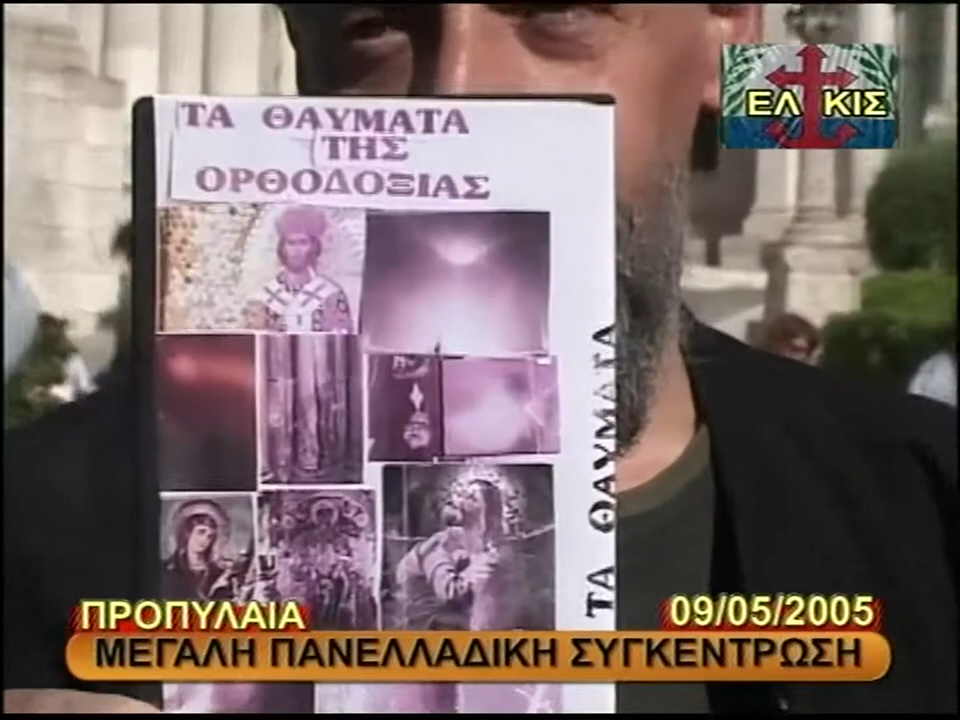 ΤΑ ΘΑΥΜΑΤΑ
ΤΗΣ
ΟΡΘΟΔΟΞΙΑΣ
ΕΛ ΚΙΣ
ΤΑ ΘΑΥΜΑΤΑ
ΠΡΟΠΥΛΑΙΑ
09/05/2005
ΜΕΓΑΛΗ ΠΑΝΕΛΛΑΔΙΚΗ ΣΥΓΚΕΝΤΡΩΣΗ